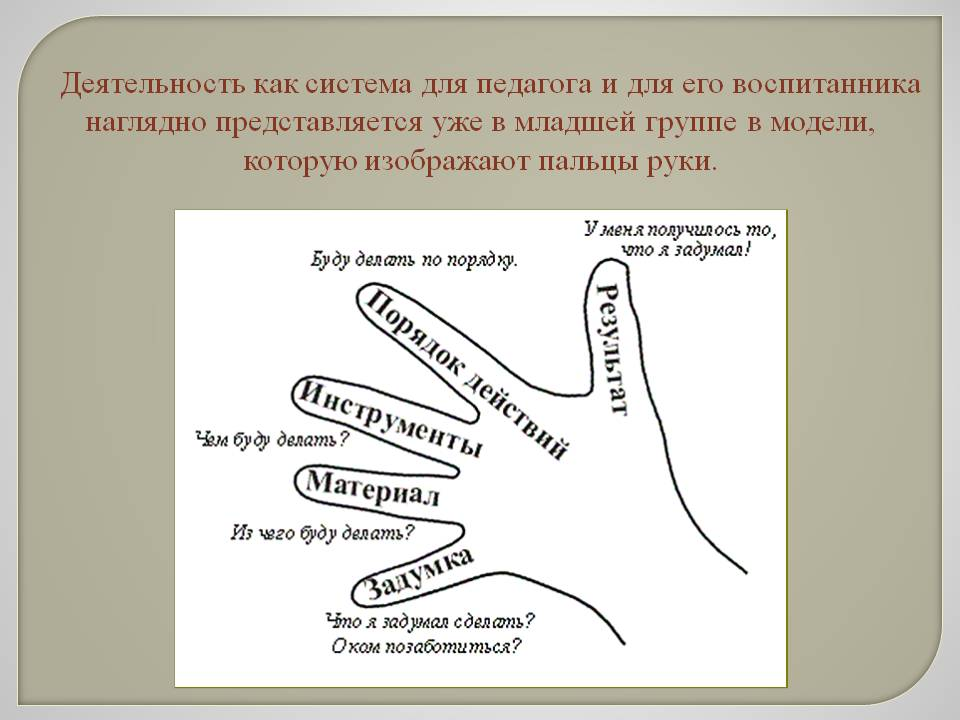 Деятельность как система для педагога и для его воспитанника
наглядно представляется уже в младшей группе в модели,
которую изображают пальцы руки.
У меня получилось то,
что я задумал!
Результат
Буду делать по порядку.
Порядок действий
Инструменты
Чем буду делать?
Материал
Из чего буду делать?
Задумка
Что я задумал сделать?
О ком позаботиться?